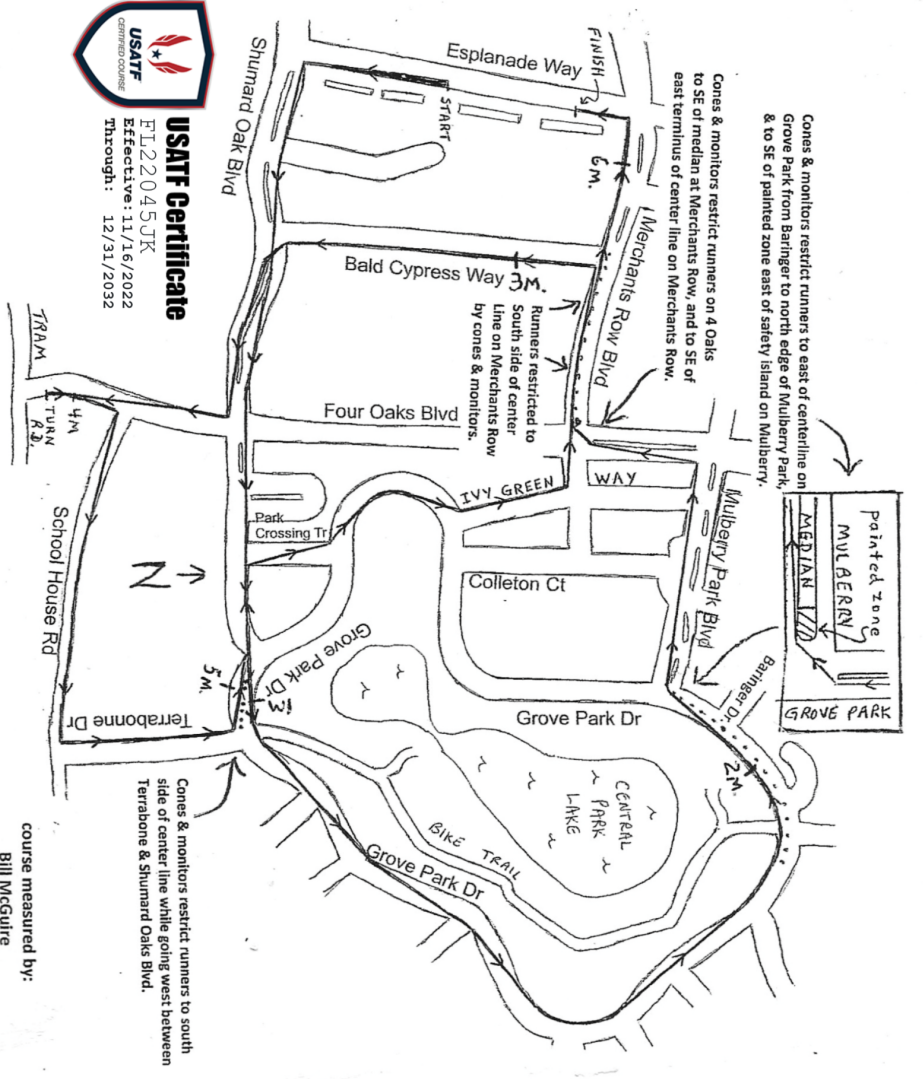 Cones & monitors restrict runners to east of centerline on
Grove Park from Baringer to north edge of Mulberry Park,
& to SE of painted zone east of safety island on Mulberry.
painted zone
MULBERRY
MEDIAN
GROVE PARK
Cones & monitors restrict runners on 4 Oaks
to SE of median at Merchants Row, and to SE of
east terminus of center line on Merchants Row.
FINISH
Esplanade Way
START
6 M.
Merchants Row Blvd
Shumard Oak Blvd
Bald Cypress Way
3M.
Runners restricted to
South side of center
Line on Merchants Row
by cones & monitors.
Four Oaks Blvd
IVY GREEN
WAY
Mulberry Park Blvd
Baringer Dr.
Park
Crossing Tr
Colleton Ct
Grove Park Dr
Grove Park Dr
2M.
CENTRAL
PARK
LAKE
BIKE TRAIL
Grove Park Dr
TRAM
RD.
4M
TURN
School House Rd
N
Terrabonne Dr
5M.
Cones & monitors restrict runners to south
side of center line while going west between
Terrabone & Shumard Oaks Blvd.
USATF
CERTIFIED COURSE
USATF Certificate
FL22045JK
Effective: 11/16/2022
Through: 12/31/2032
course measured by:
Bill McGuire